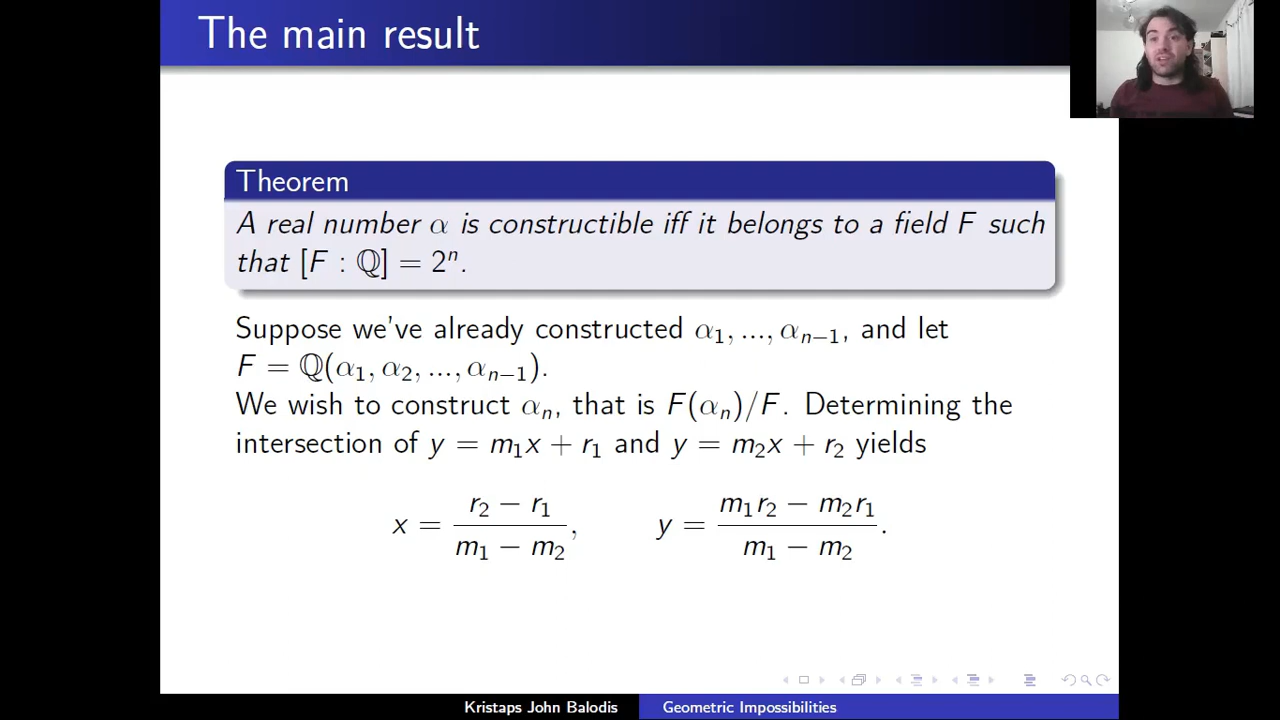 The main result
Theorem
A real number α is constructible iff it belongs to a field F such
that [F : ℚ] = 2ⁿ.
Suppose we've already constructed α₁, ..., αₙ₋₁, and let
F = ℚ(α₁, α₂, ..., αₙ₋₁).
We wish to construct αₙ, that is F(αₙ)/F. Determining the
intersection of y = m₁x + r₁ and y = m₂x + r₂ yields
x = (r₂ − r₁)/(m₁ − m₂), y = (m₁r₂ − m₂r₁)/(m₁ − m₂).
Kristaps John Balodis Geometric Impossibilities